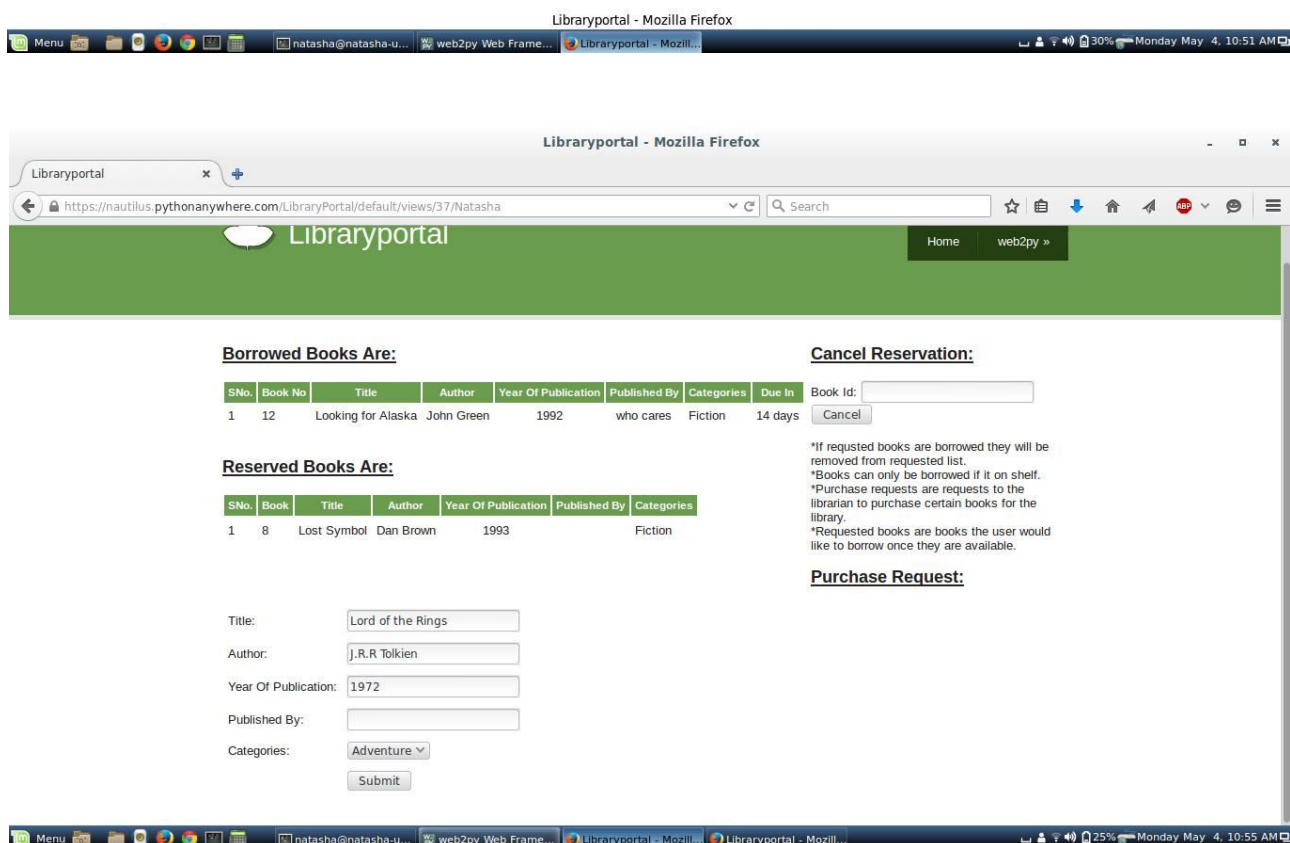 Libraryportal - Mozilla Firefox
Menu natasha@natasha-u... web2py Web Frame... Libraryportal - Mozill... 30% Monday May 4, 10:51 AM
Libraryportal - Mozilla Firefox
Libraryportal
https://nautilus.pythonanywhere.com/LibraryPortal/default/views/37/Natasha Search ABP
Libraryportal Home web2py »
Borrowed Books Are:
SNo. Book No Title Author Year Of Publication Published By Categories Due In
1 12 Looking for Alaska John Green 1992 who cares Fiction 14 days
Reserved Books Are:
SNo. Book Title Author Year Of Publication Published By Categories
1 8 Lost Symbol Dan Brown 1993 Fiction
Title: Lord of the Rings
Author: J.R.R Tolkien
Year Of Publication: 1972
Published By:
Categories: Adventure
Submit
Cancel Reservation:
Book Id:
Cancel
*If requsted books are borrowed they will be
removed from requested list.
*Books can only be borrowed if it on shelf.
*Purchase requests are requests to the
librarian to purchase certain books for the
library.
*Requested books are books the user would
like to borrow once they are available.
Purchase Request:
Menu natasha@natasha-u... web2py Web Frame... Libraryportal - Mozill... Libraryportal - Mozill... 25% Monday May 4, 10:55 AM